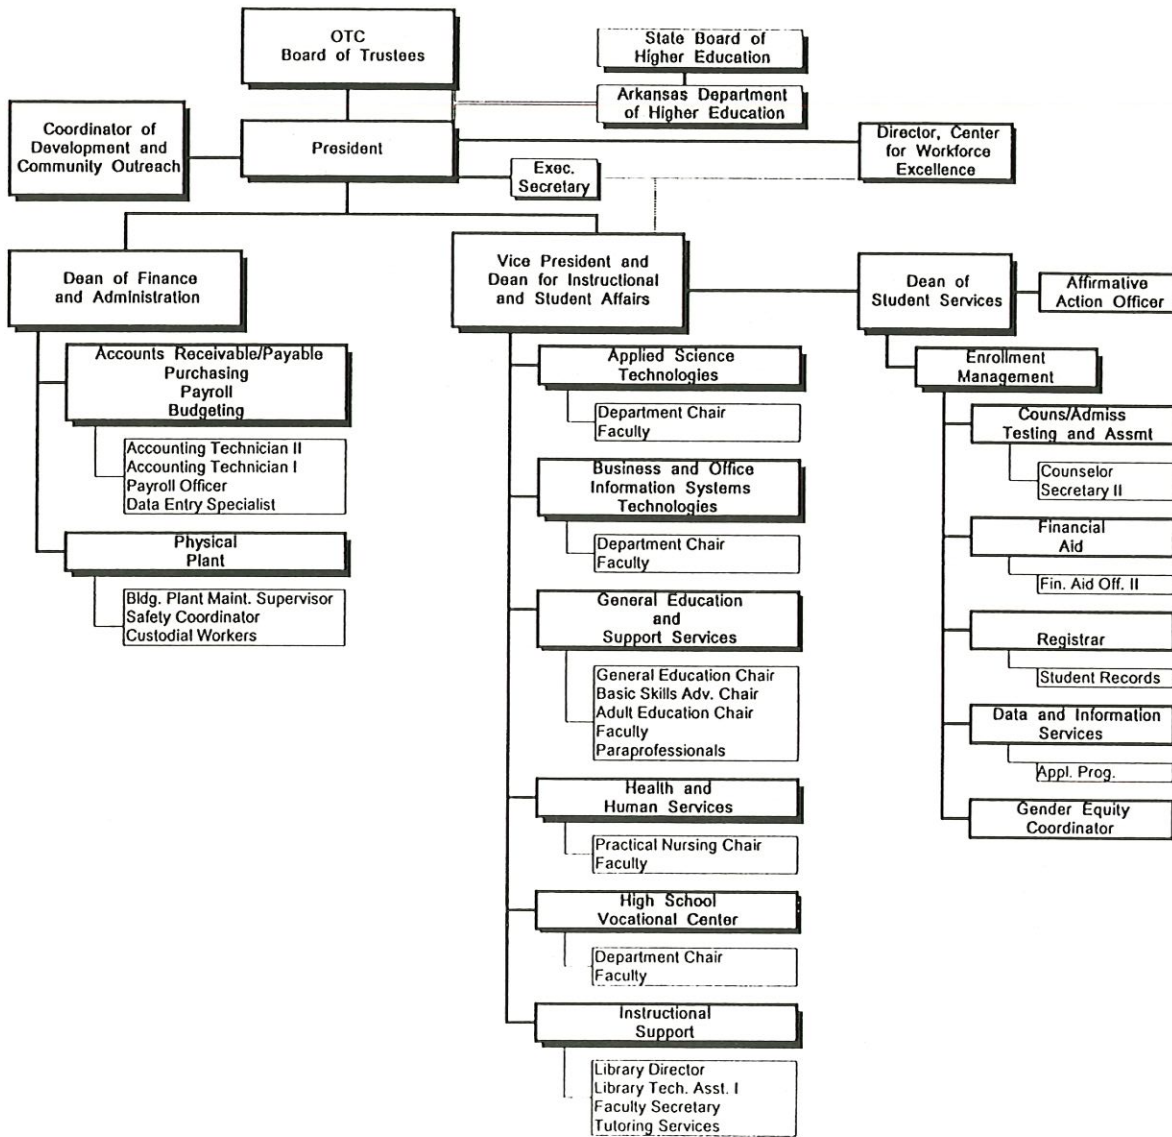 OTC
Board of Trustees
State Board of
Higher Education
Arkansas Department
of Higher Education
Coordinator of
Development and
Community Outreach
President
Director, Center
for Workforce
Excellence
Exec.
Secretary
Dean of Finance
and Administration
Vice President and
Dean for Instructional
and Student Affairs
Dean of
Student Services
Affirmative
Action Officer
Accounts Receivable/Payable
Purchasing
Payroll
Budgeting
Accounting Technician II
Accounting Technician I
Payroll Officer
Data Entry Specialist
Physical
Plant
Bldg. Plant Maint. Supervisor
Safety Coordinator
Custodial Workers
Applied Science
Technologies
Department Chair
Faculty
Business and Office
Information Systems
Technologies
Department Chair
Faculty
General Education
and
Support Services
General Education Chair
Basic Skills Adv. Chair
Adult Education Chair
Faculty
Paraprofessionals
Health and
Human Services
Practical Nursing Chair
Faculty
High School
Vocational Center
Department Chair
Faculty
Instructional
Support
Library Director
Library Tech. Asst. I
Faculty Secretary
Tutoring Services
Enrollment
Management
Couns/Admiss
Testing and Assmt
Counselor
Secretary II
Financial
Aid
Fin. Aid Off. II
Registrar
Student Records
Data and Information
Services
Appl. Prog.
Gender Equity
Coordinator